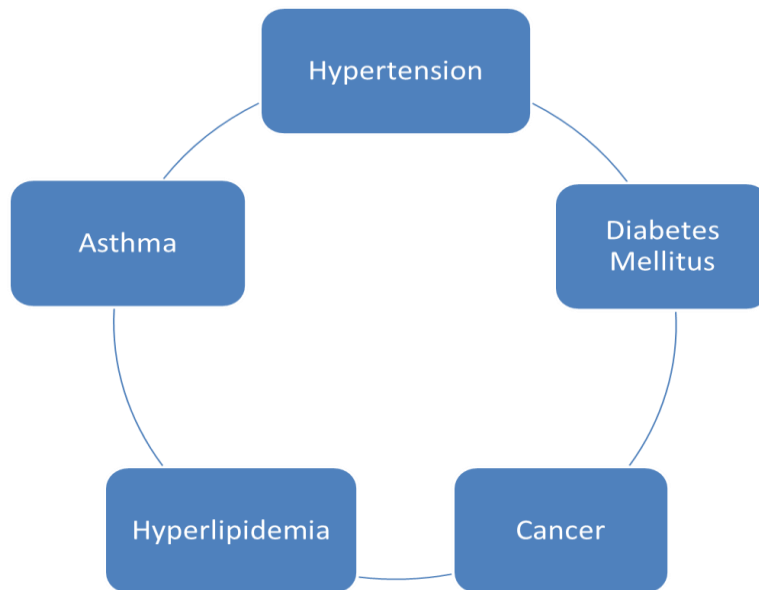 Hypertension
Asthma
Diabetes
Mellitus
Hyperlipidemia
Cancer